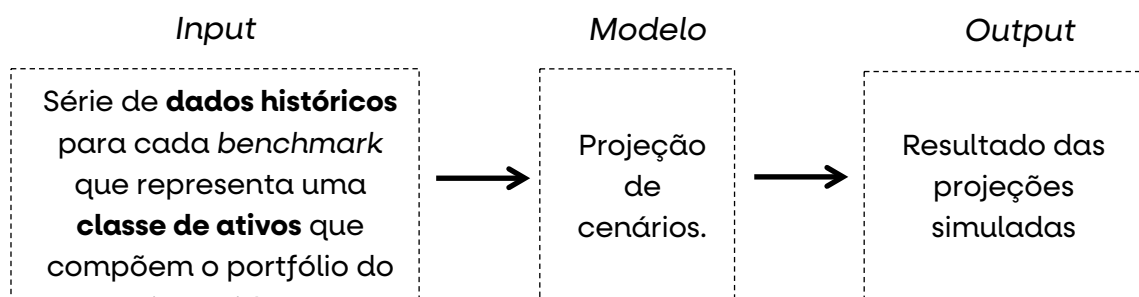 Input
Modelo
Output
Série de dados históricos
para cada benchmark
que representa uma
classe de ativos que
compõem o portfólio do
Projeção
de
cenários.
Resultado das
projeções
simuladas